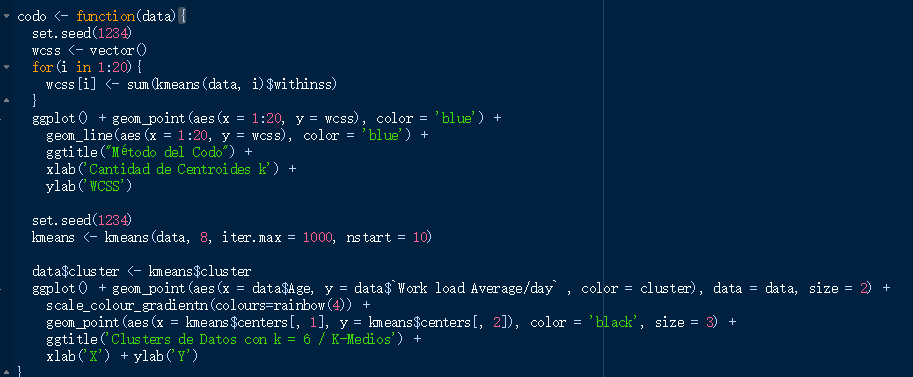 codo <- function(data){
set.seed(1234)
wcss <- vector()
for(i in 1:20){
wcss[i] <- sum(kmeans(data, i)$withinss)
}
ggplot() + geom_point(aes(x = 1:20, y = wcss), color = 'blue') +
geom_line(aes(x = 1:20, y = wcss), color = 'blue') +
ggtitle("Método del Codo") +
xlab('Cantidad de Centroides k') +
ylab('WCSS')
set.seed(1234)
kmeans <- kmeans(data, 8, iter.max = 1000, nstart = 10)
data$cluster <- kmeans$cluster
ggplot() + geom_point(aes(x = data$Age, y = data$`Work load Average/day` , color = cluster), data = data, size = 2) +
scale_colour_gradientn(colours=rainbow(4)) +
geom_point(aes(x = kmeans$centers[, 1], y = kmeans$centers[, 2]), color = 'black', size = 3) +
ggtitle('Clusters de Datos con k = 6 / K-Medios') +
xlab('X') + ylab('Y')
}